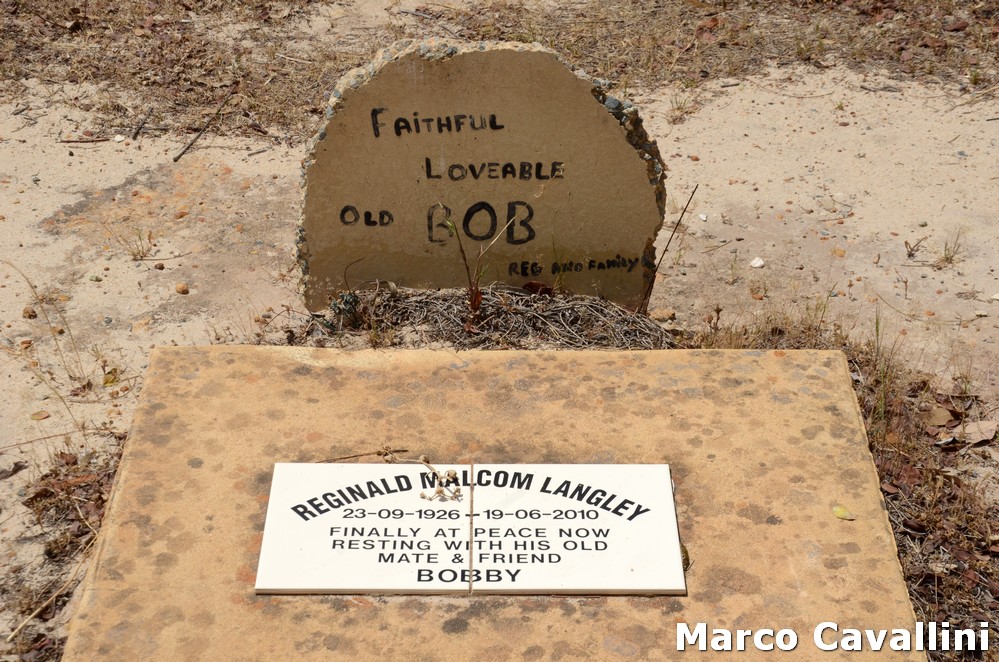 FAiTHFUL
LOVEABLE
OLD BOB
REG AND FAMiLY
REGINALD MALCOM LANGLEY
23-09-1926 - 19-06-2010
FINALLY AT PEACE NOW
RESTING WITH HIS OLD
MATE & FRIEND
BOBBY
Marco Cavallini